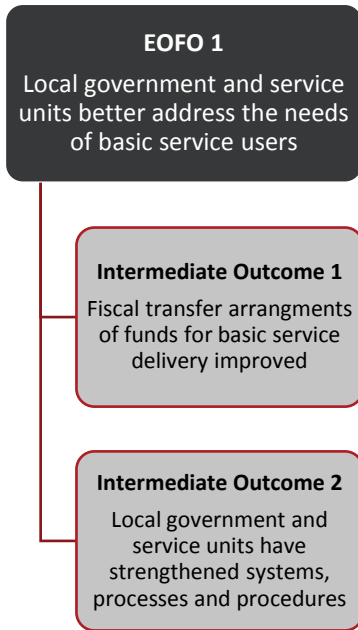 EOFO 1
Local government and service
units better address the needs
of basic service users
Intermediate Outcome 1
Fiscal transfer arrangments
of funds for basic service
delivery improved
Intermediate Outcome 2
Local government and
service units have
strengthened systems,
processes and procedures